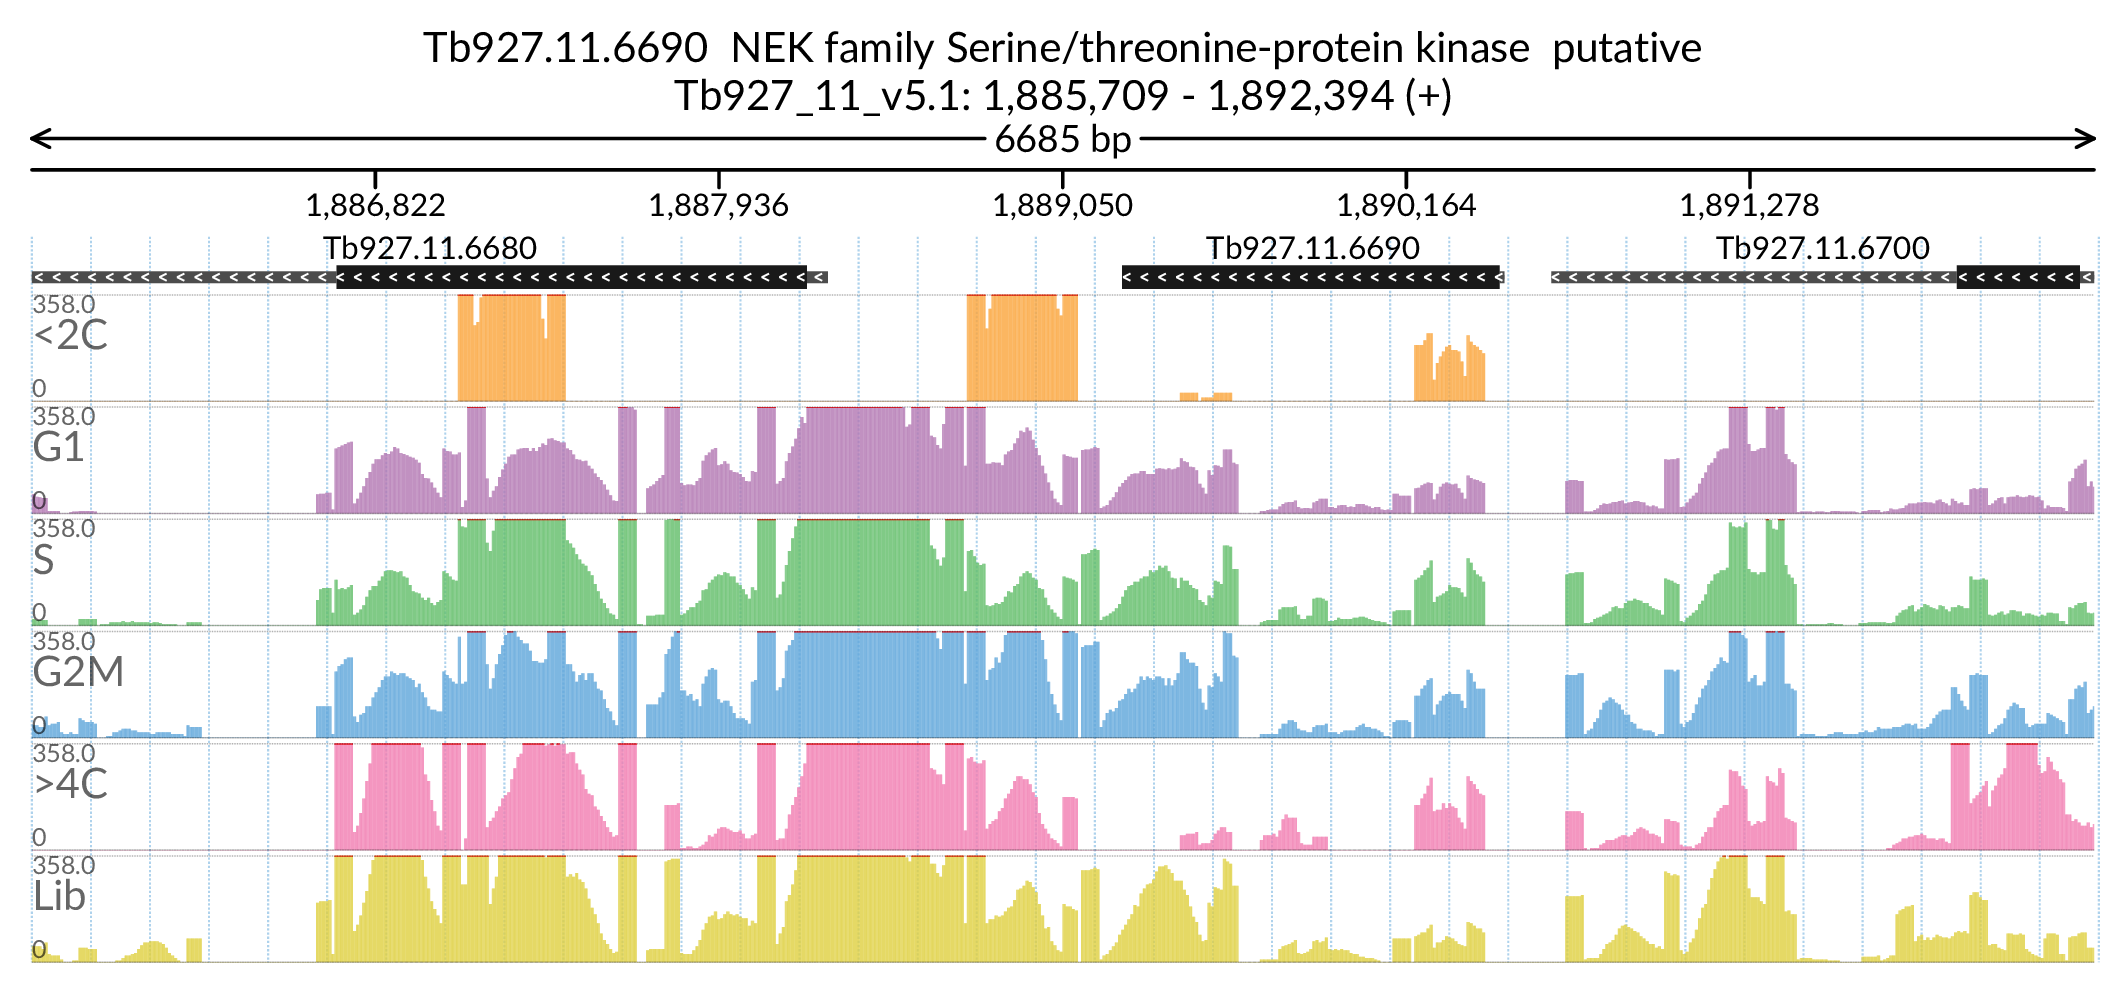 Tb927.11.6690 NEK family Serine/threonine-protein kinase putative
Tb927_11_v5.1: 1,885,709 - 1,892,394 (+)
6685 bp
1,886,822 1,887,936 1,889,050 1,890,164 1,891,278
Tb927.11.6680 Tb927.11.6690 Tb927.11.6700
358.0
<2C
0
358.0
G1
0
358.0
S
0
358.0
G2M
0
358.0
>4C
0
358.0
Lib
0